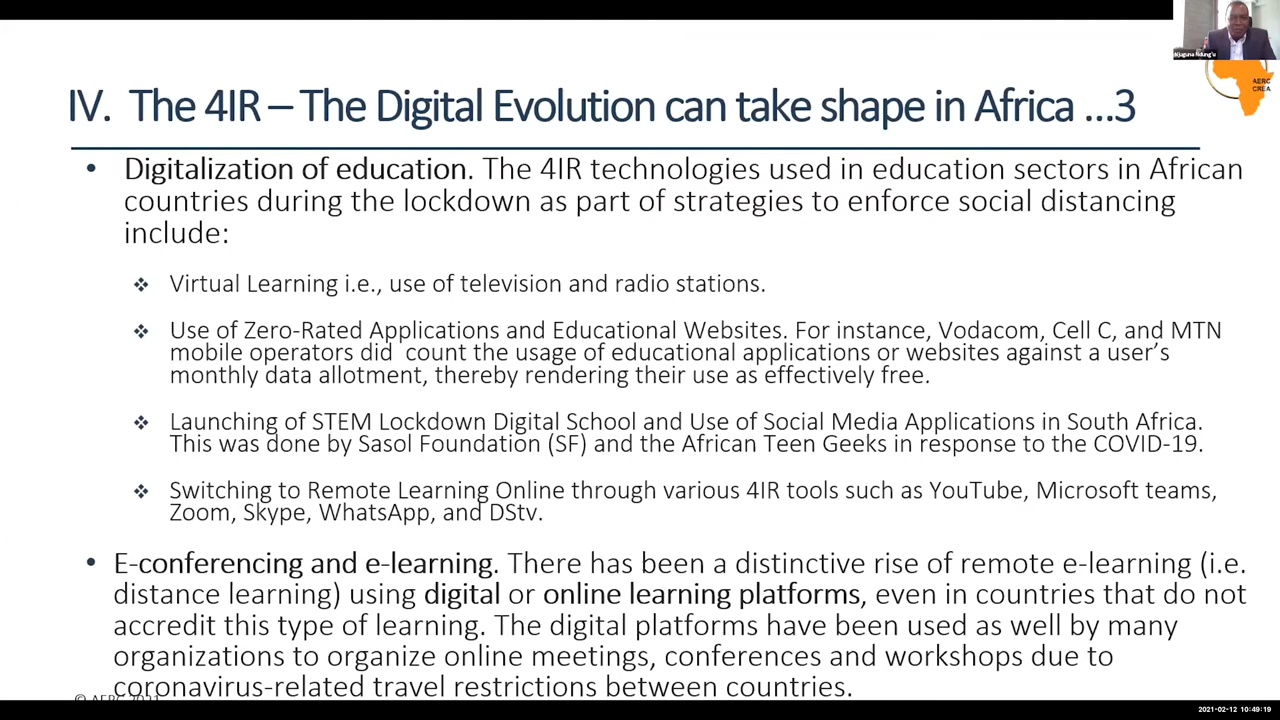 Njuguna Ndung'u
AERC
CREA
IV. The 4IR – The Digital Evolution can take shape in Africa ...3
• Digitalization of education. The 4IR technologies used in education sectors in African
countries during the lockdown as part of strategies to enforce social distancing
include:
❖ Virtual Learning i.e., use of television and radio stations.
❖ Use of Zero-Rated Applications and Educational Websites. For instance, Vodacom, Cell C, and MTN
mobile operators did count the usage of educational applications or websites against a user's
monthly data allotment, thereby rendering their use as effectively free.
❖ Launching of STEM Lockdown Digital School and Use of Social Media Applications in South Africa.
This was done by Sasol Foundation (SF) and the African Teen Geeks in response to the COVID-19.
❖ Switching to Remote Learning Online through various 4IR tools such as YouTube, Microsoft teams,
Zoom, Skype, WhatsApp, and DStv.
• E-conferencing and e-learning. There has been a distinctive rise of remote e-learning (i.e.
distance learning) using digital or online learning platforms, even in countries that do not
accredit this type of learning. The digital platforms have been used as well by many
organizations to organize online meetings, conferences and workshops due to
coronavirus-related travel restrictions between countries.
© AERC 2021
2021-02-12 10:49:19